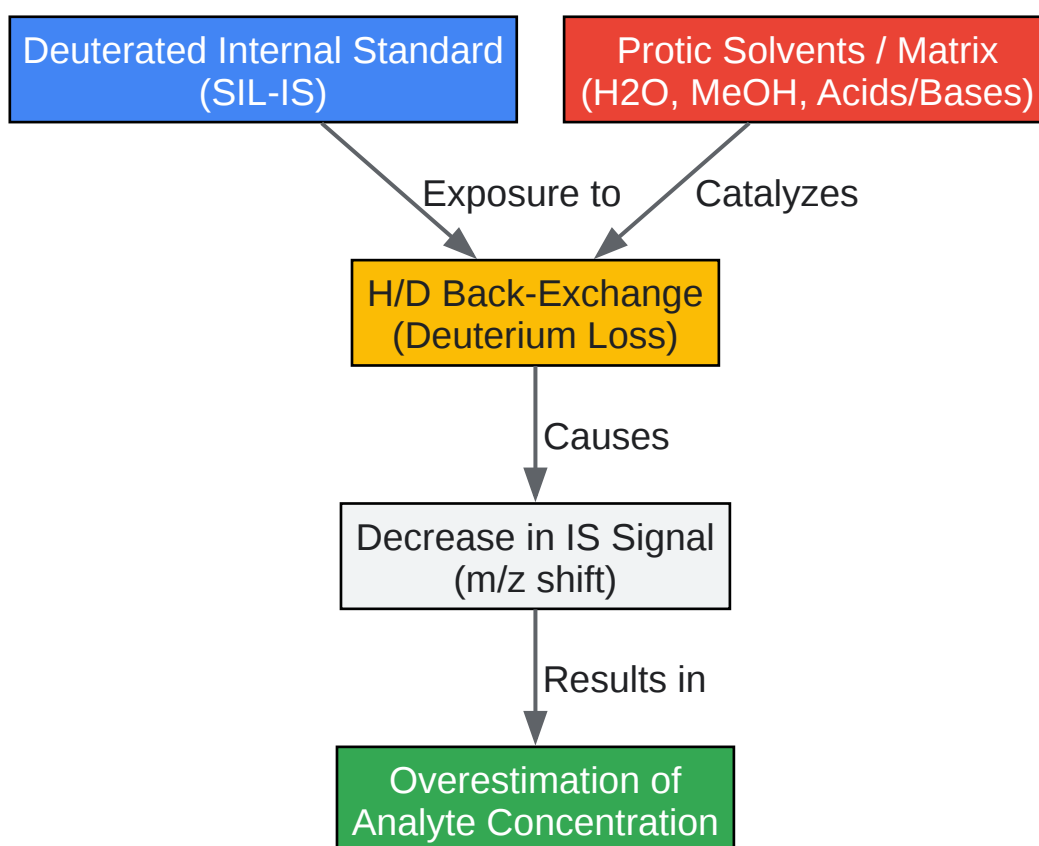 Deuterated Internal Standard
(SIL-IS)
Protic Solvents / Matrix
(H2O, MeOH, Acids/Bases)
Exposure to
Catalyzes
H/D Back-Exchange
(Deuterium Loss)
Causes
Decrease in IS Signal
(m/z shift)
Results in
Overestimation of
Analyte Concentration